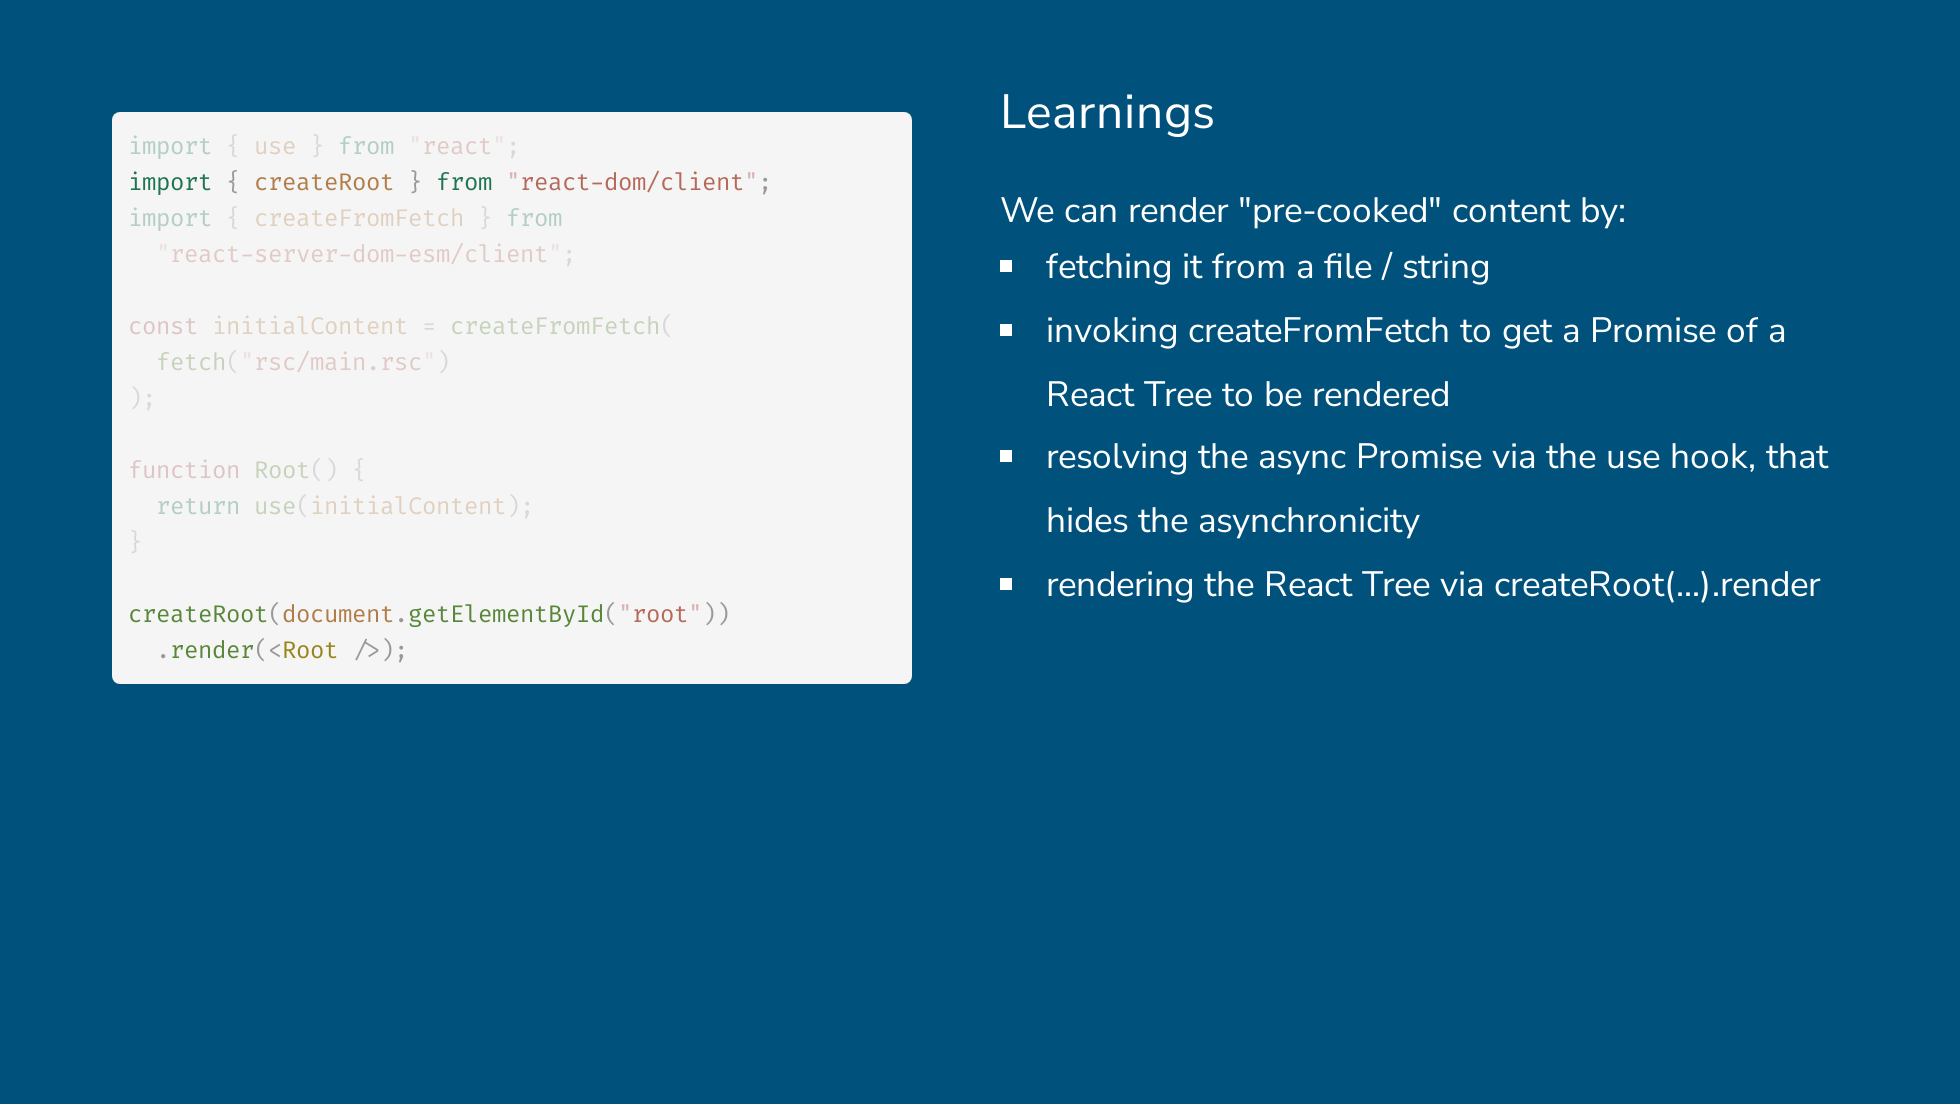 import { use } from "react";
import { createRoot } from "react-dom/client";
import { createFromFetch } from
  "react-server-dom-esm/client";

const initialContent = createFromFetch(
  fetch("rsc/main.rsc")
);

function Root() {
  return use(initialContent);
}

createRoot(document.getElementById("root"))
  .render(<Root />);

Learnings
We can render "pre-cooked" content by:
▪ fetching it from a file / string
▪ invoking createFromFetch to get a Promise of a
React Tree to be rendered
▪ resolving the async Promise via the use hook, that
hides the asynchronicity
▪ rendering the React Tree via createRoot(...).render